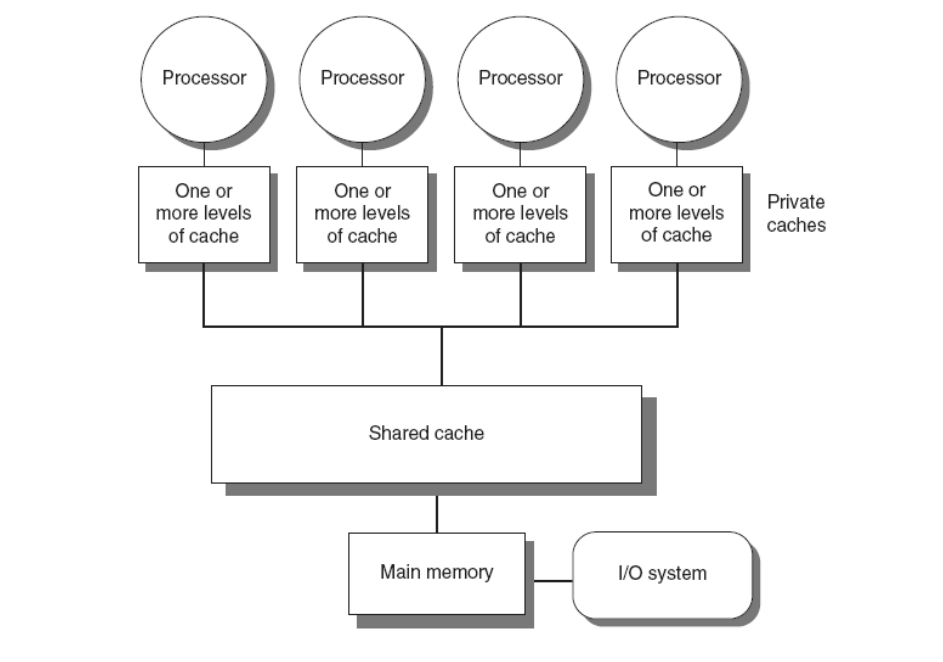 Processor
Processor
Processor
Processor
One or
more levels
of cache
One or
more levels
of cache
One or
more levels
of cache
One or
more levels
of cache
Private
caches
Shared cache
Main memory
I/O system